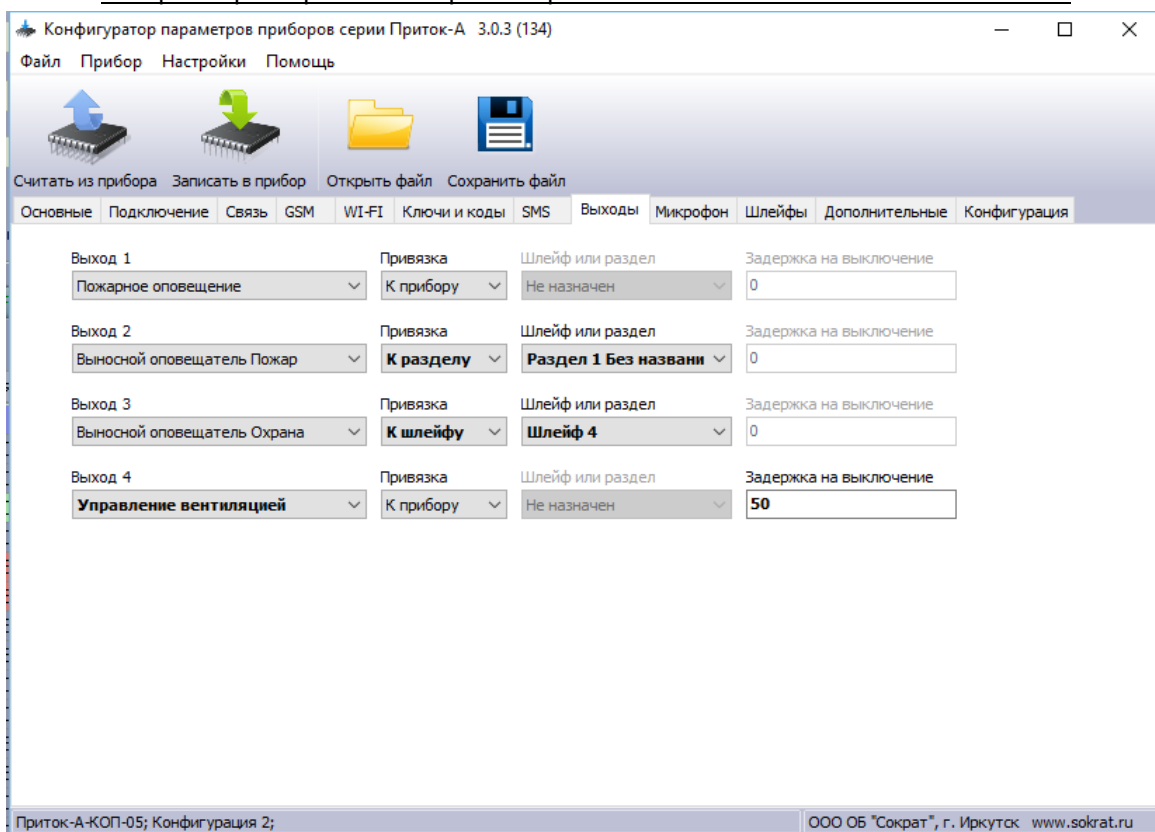 Конфигуратор параметров приборов серии Приток-А 3.0.3 (134)
Файл Прибор Настройки Помощь
Считать из прибора Записать в прибор Открыть файл Сохранить файл
Основные Подключение Связь GSM WI-FI Ключи и коды SMS Выходы Микрофон Шлейфы Дополнительные Конфигурация
Выход 1 Привязка Шлейф или раздел Задержка на выключение
Пожарное оповещение К прибору Не назначен 0
Выход 2 Привязка Шлейф или раздел Задержка на выключение
Выносной оповещатель Пожар К разделу Раздел 1 Без названи 0
Выход 3 Привязка Шлейф или раздел Задержка на выключение
Выносной оповещатель Охрана К шлейфу Шлейф 4 0
Выход 4 Привязка Шлейф или раздел Задержка на выключение
Управление вентиляцией К прибору Не назначен 50
Приток-А-КОП-05; Конфигурация 2; ООО ОБ "Сократ", г. Иркутск www.sokrat.ru